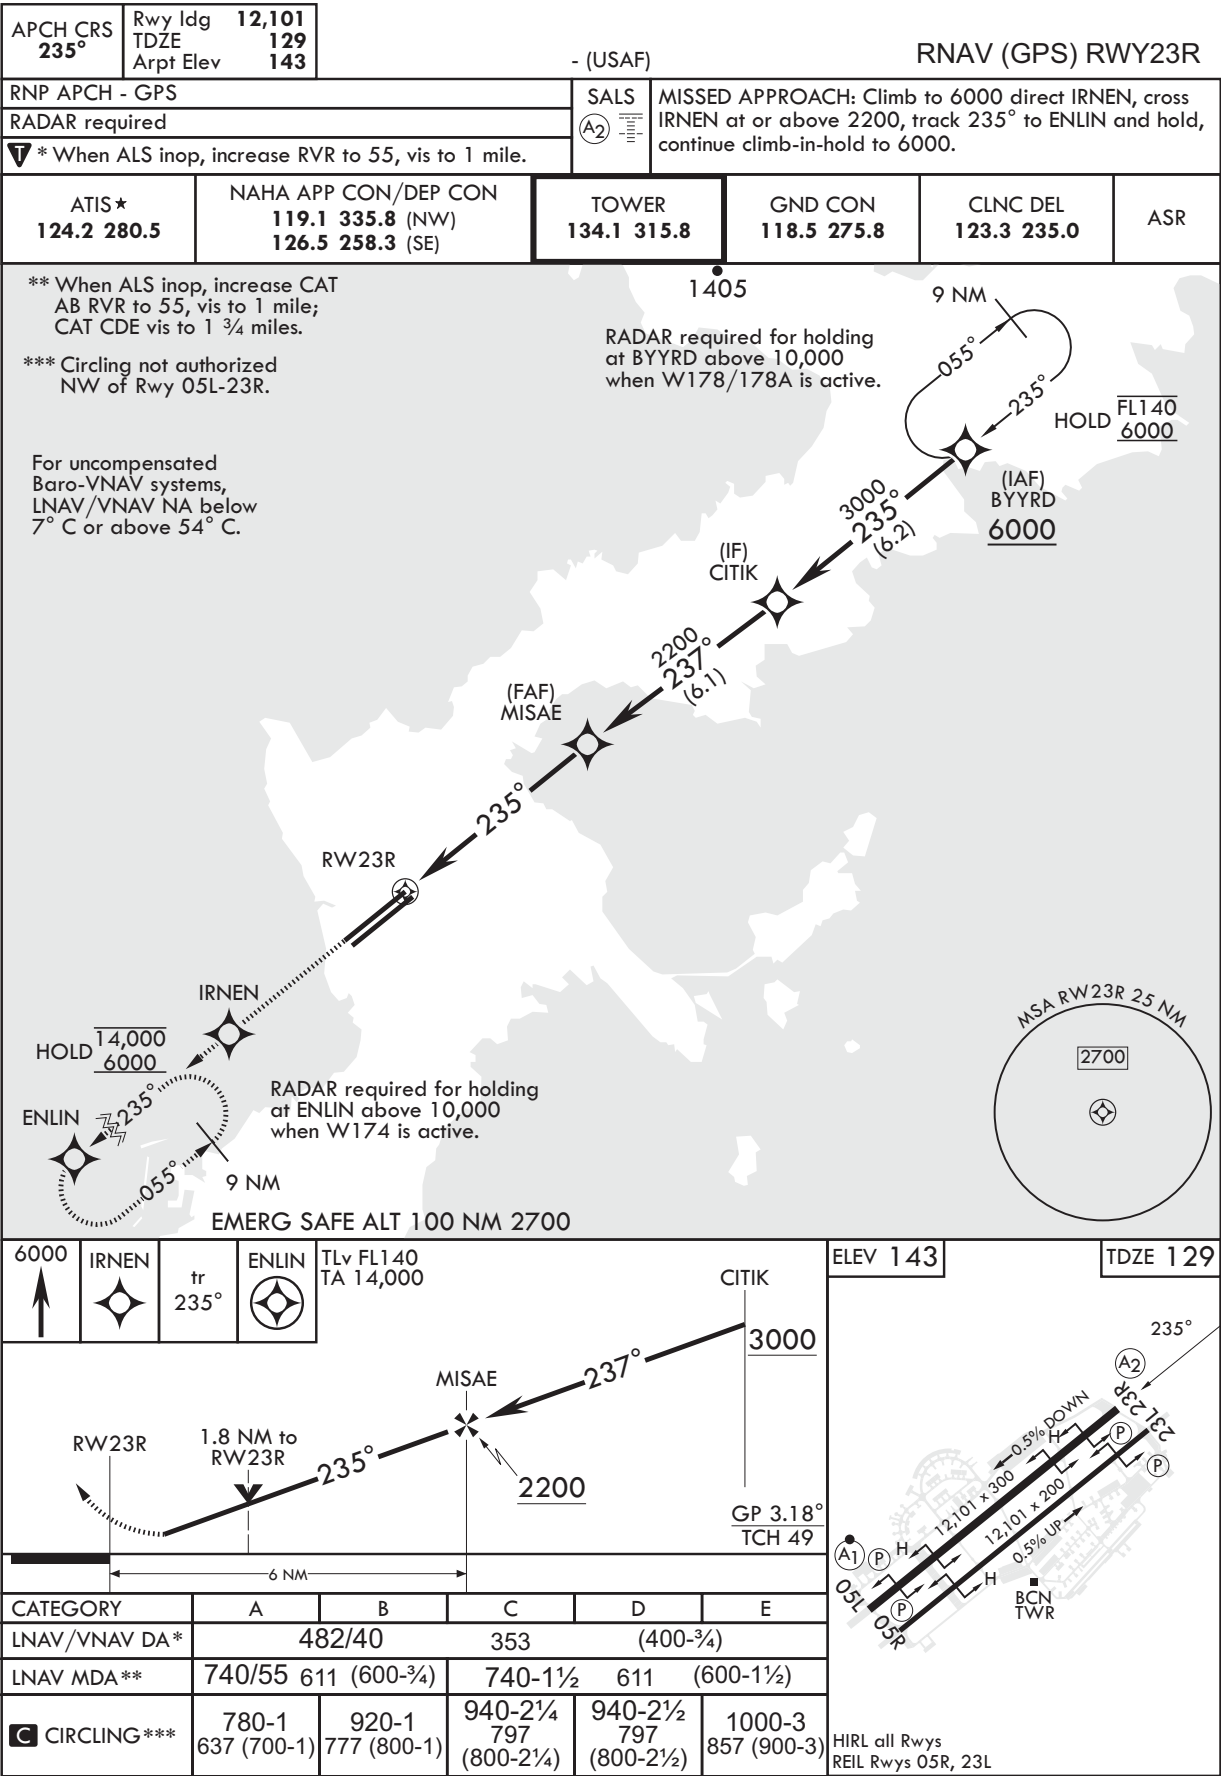 APCH CRS
235°
Rwy ldg 12,101
TDZE 129
Arpt Elev 143
- (USAF)
RNAV (GPS) RWY23R
RNP APCH - GPS
RADAR required
T * When ALS inop, increase RVR to 55, vis to 1 mile.
SALS
A2
MISSED APPROACH: Climb to 6000 direct IRNEN, cross
IRNEN at or above 2200, track 235° to ENLIN and hold,
continue climb-in-hold to 6000.
ATIS★
124.2 280.5
NAHA APP CON/DEP CON
119.1 335.8 (NW)
126.5 258.3 (SE)
TOWER
134.1 315.8
GND CON
118.5 275.8
CLNC DEL
123.3 235.0
ASR
** When ALS inop, increase CAT
AB RVR to 55, vis to 1 mile;
CAT CDE vis to 1 ¾ miles.
*** Circling not authorized
NW of Rwy 05L-23R.
For uncompensated
Baro-VNAV systems,
LNAV/VNAV NA below
7° C or above 54° C.
1405
RADAR required for holding
at BYYRD above 10,000
when W178/178A is active.
9 NM
055°
235°
HOLD FL140
6000
(IAF)
BYYRD
6000
3000
235°
(6.2)
(IF)
CITIK
2200
237°
(6.1)
(FAF)
MISAE
235°
RW23R
IRNEN
HOLD 14,000
6000
235°
ENLIN
055°
9 NM
RADAR required for holding
at ENLIN above 10,000
when W174 is active.
MSA RW23R 25 NM
2700
EMERG SAFE ALT 100 NM 2700
6000
IRNEN
tr
235°
ENLIN
TLv FL140
TA 14,000
CITIK
3000
237°
MISAE
2200
235°
1.8 NM to
RW23R
RW23R
GP 3.18°
TCH 49
6 NM
ELEV 143
TDZE 129
235°
A2
23R
23L
0.5% DOWN
H
P
P
12,101 x 300
12,101 x 200
0.5% UP
A1
P
H
H
P
05L
05R
BCN
TWR
HIRL all Rwys
REIL Rwys 05R, 23L
CATEGORY A B C D E
LNAV/VNAV DA* 482/40 353 (400-¾)
LNAV MDA** 740/55 611 (600-¾) 740-1½ 611 (600-1½)
C CIRCLING***
780-1
637 (700-1)
920-1
777 (800-1)
940-2¼
797
(800-2¼)
940-2½
797
(800-2½)
1000-3
857 (900-3)